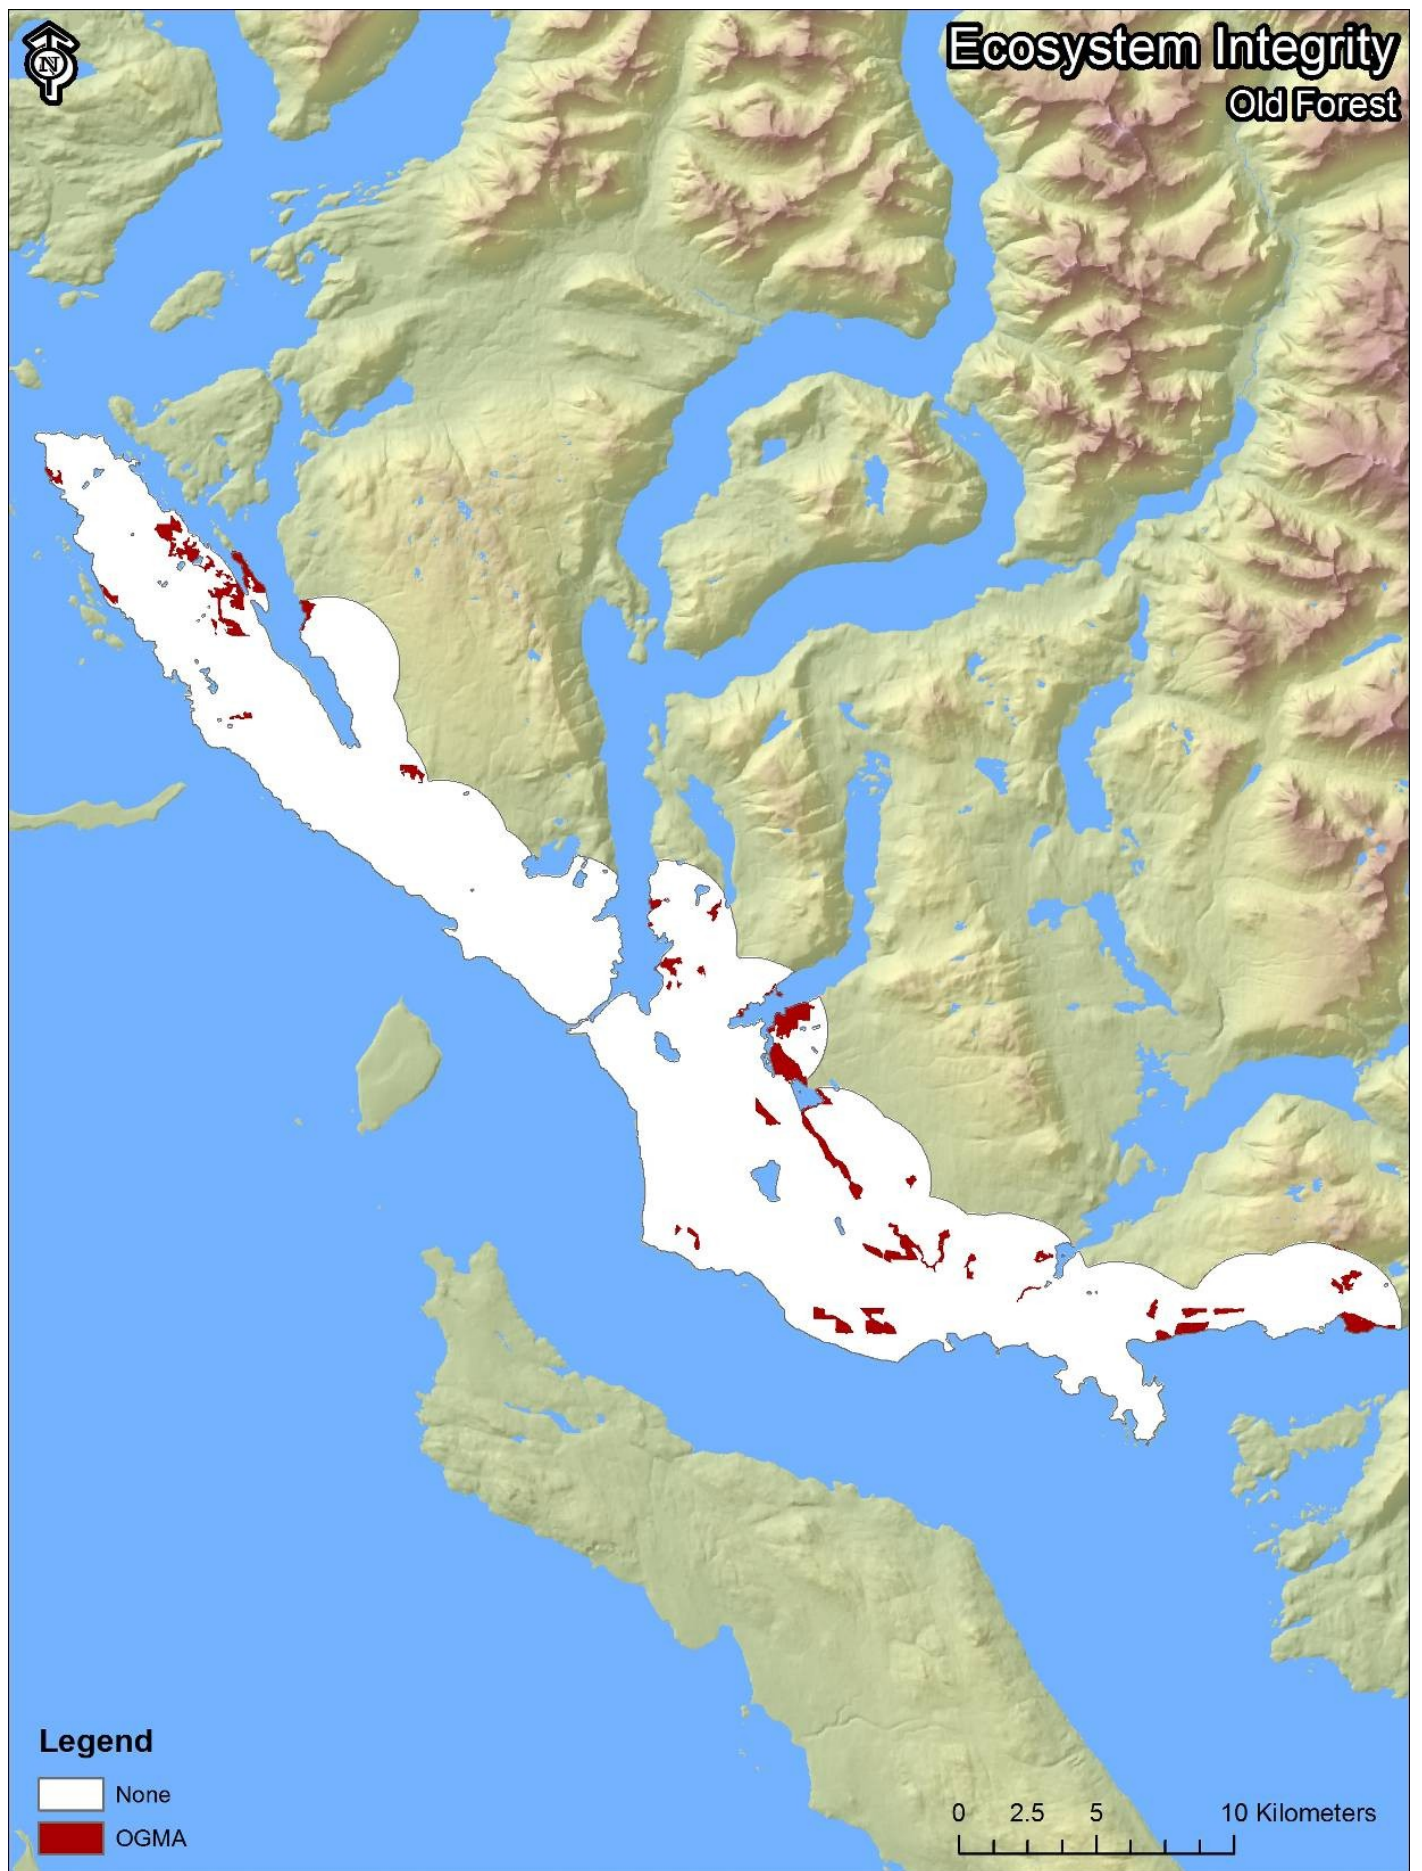 N
Ecosystem Integrity
Old Forest
Legend
None
OGMA
0 2.5 5 10 Kilometers